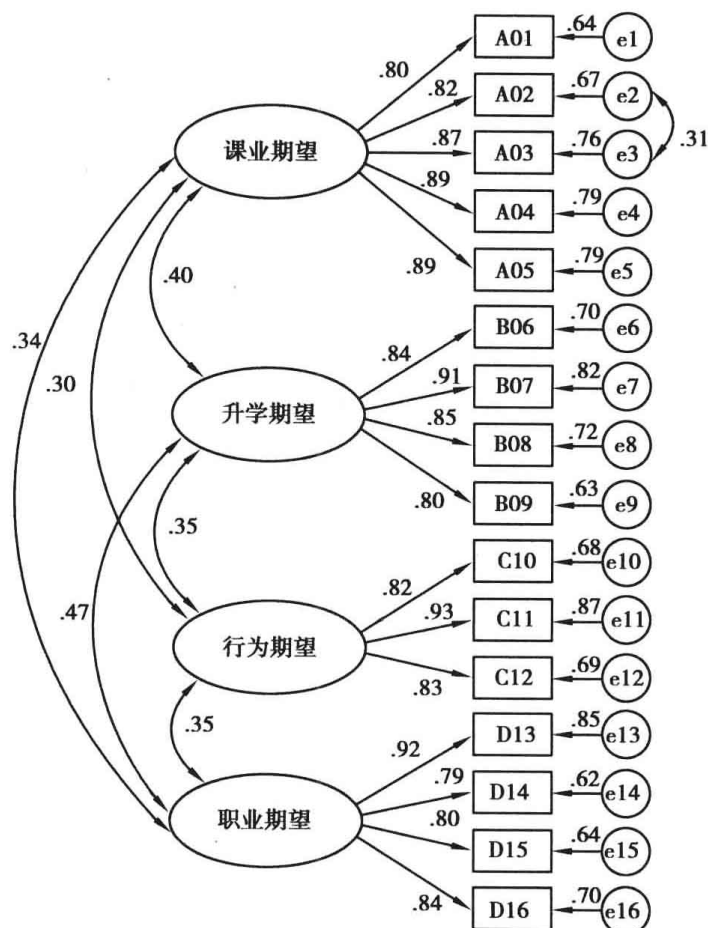 A01 .64 e1
.80
.82 A02 .67 e2
课业期望 .87 A03 .76 e3 .31
.89 A04 .79 e4
.89 A05 .79 e5
.40
B06 .70 e6
.34 .30 .84
.91 B07 .82 e7
升学期望 .85 B08 .72 e8
.80 B09 .63 e9
.35
C10 .68 e10
.47 .82
.93 C11 .87 e11
行为期望
.83 C12 .69 e12
.35 D13 .85 e13
.92
.79 D14 .62 e14
职业期望 .80 D15 .64 e15
.84 D16 .70 e16